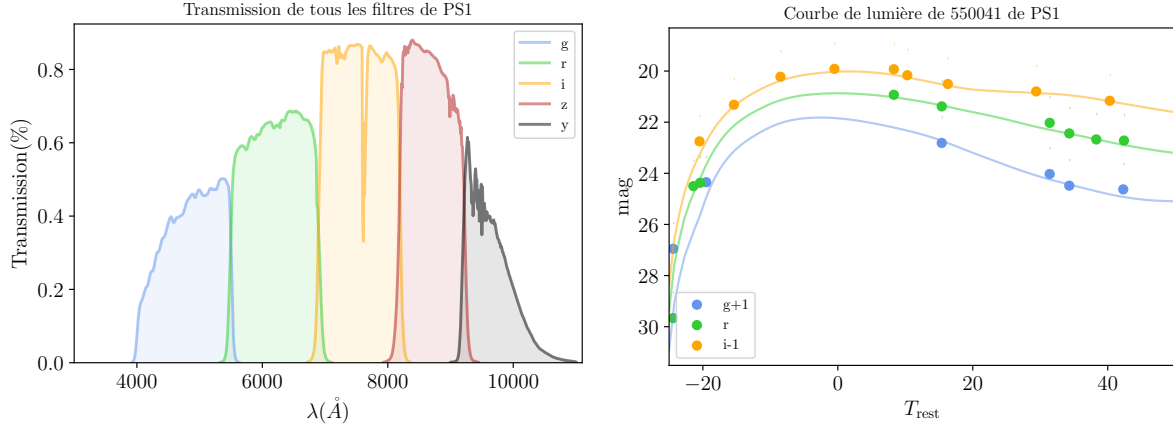 Transmission de tous les filtres de PS1
Transmission(%)
0.8
0.6
0.4
0.2
0.0
g
r
i
z
y
4000 6000 8000 10000
λ(Å)
Courbe de lumière de 550041 de PS1
mag
20
22
24
26
28
30
g+1
r
i-1
−20 0 20 40
T_rest